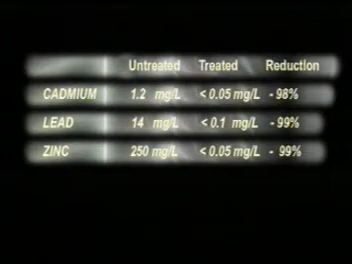 Untreated Treated Reduction
CADMIUM 1.2 mg/L < 0.05 mg/L - 98%
LEAD 14 mg/L < 0.1 mg/L - 99%
ZINC 250 mg/L < 0.05 mg/L - 99%